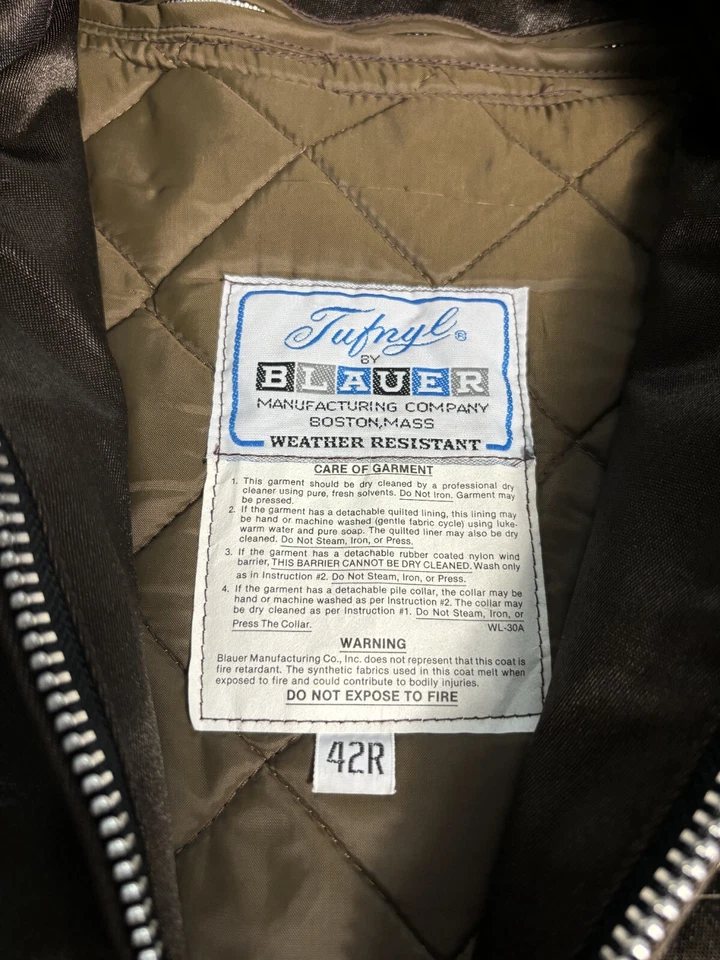 Tufnyl®
BY
BLAUER
MANUFACTURING COMPANY
BOSTON, MASS
WEATHER RESISTANT
CARE OF GARMENT
1. This garment should be dry cleaned by a professional dry
cleaner using pure, fresh solvents. Do Not Iron, Garment may
be pressed.
2. If the garment has a detachable quilted lining, this lining may
be hand or machine washed (gentle fabric cycle) using luke-
warm water and pure soap. The quilted liner may also be dry
cleaned. Do Not Steam, Iron, or Press.
3. If the garment has a detachable rubber coated nylon wind
barrier, THIS BARRIER CANNOT BE DRY CLEANED. Wash only
as in Instruction #2. Do Not Steam, Iron, or Press.
4. If the garment has a detachable pile collar, the collar may be
hand or machine washed as per Instruction #2. The collar may
be dry cleaned as per Instruction #1. Do Not Steam, Iron, or
Press The Collar. WL-30A
WARNING
Blauer Manufacturing Co., Inc. does not represent that this coat is
fire retardant. The synthetic fabrics used in this coat melt when
exposed to fire and could contribute to bodily injuries.
DO NOT EXPOSE TO FIRE
42R